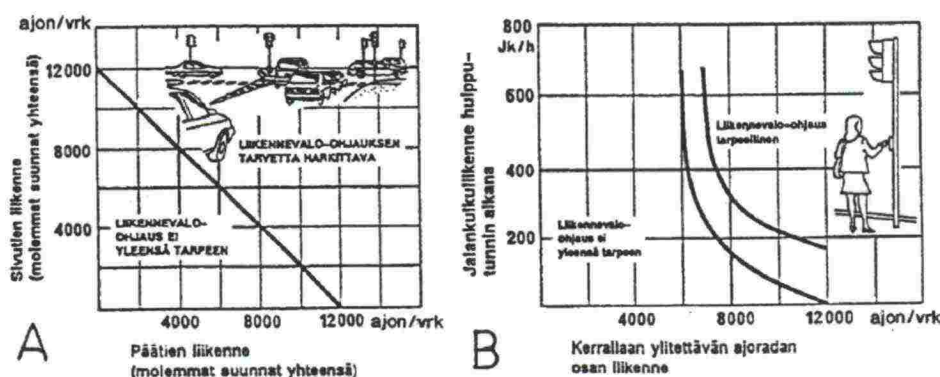 ajon/vrk
Sivutien liikenne
(molemmat suunnat yhteensä)
12000
8000
4000
LIIKENNEVALO-OHJAUKSEN
TARVETTA HARKITTAVA
LIIKENNEVALO-
OHJAUS EI
YLEENSÄ TARPEEN
4000
8000
12000
ajon/vrk
A
Päätien liikenne
(molemmat suunnat yhteensä)
800
Jk/h
600
400
200
Jalankulkuliikenne huippu-
tunnin aikana
Liikennevalo-ohjaus
tarpeellinen
Liikennevalo-
ohjaus ei
yleensä tarpeen
4000
8000
12000
ajon/vrk
B
Kerrallaan ylitettävän ajoradan
osan liikenne